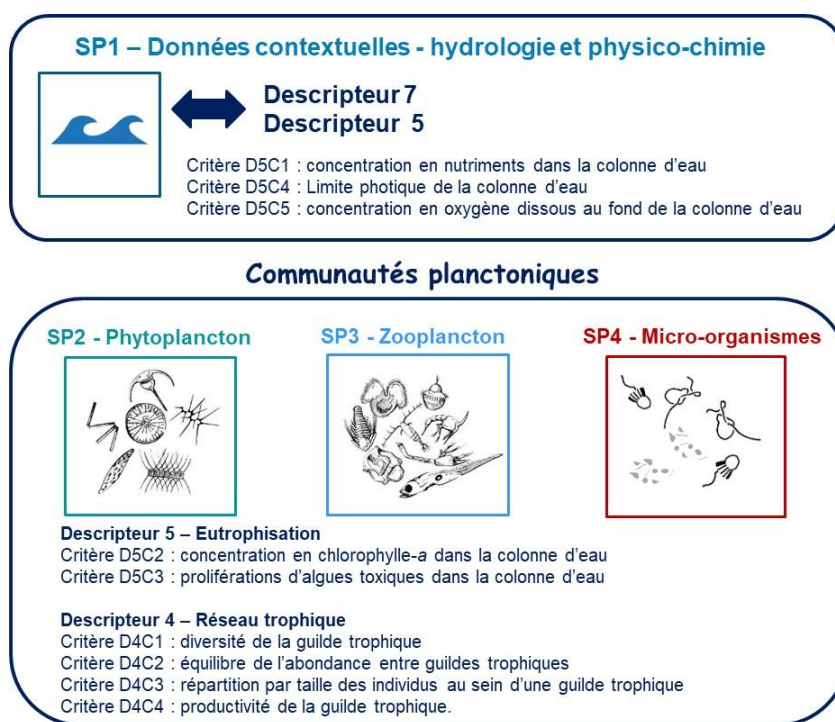 SP1 – Données contextuelles - hydrologie et physico-chimie
Descripteur 7
Descripteur 5
Critère D5C1 : concentration en nutriments dans la colonne d'eau
Critère D5C4 : Limite photique de la colonne d'eau
Critère D5C5 : concentration en oxygène dissous au fond de la colonne d'eau
Communautés planctoniques
SP2 - Phytoplancton
SP3 - Zooplancton
SP4 - Micro-organismes
Descripteur 5 – Eutrophisation
Critère D5C2 : concentration en chlorophylle-a dans la colonne d'eau
Critère D5C3 : proliférations d'algues toxiques dans la colonne d'eau
Descripteur 4 – Réseau trophique
Critère D4C1 : diversité de la guilde trophique
Critère D4C2 : équilibre de l'abondance entre guildes trophiques
Critère D4C3 : répartition par taille des individus au sein d'une guilde trophique
Critère D4C4 : productivité de la guilde trophique.